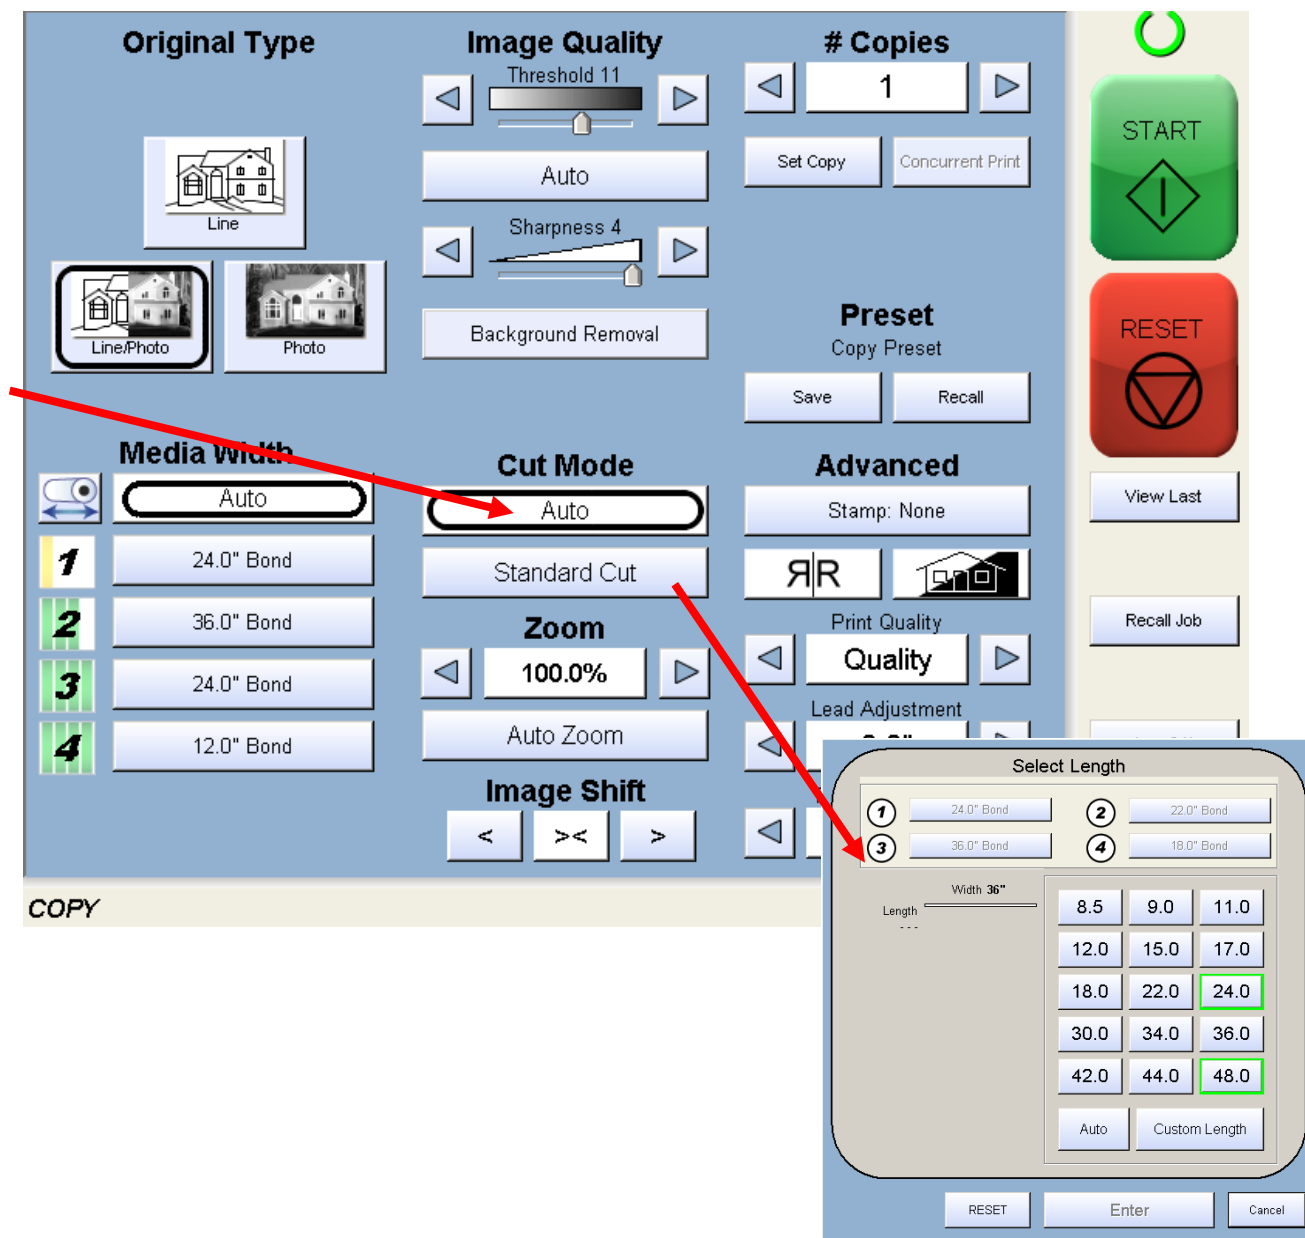 Original Type
Line
Line/Photo
Photo
Image Quality
Threshold 11
Auto
Sharpness 4
Background Removal
# Copies
1
Set Copy
Concurrent Print
Preset
Copy Preset
Save
Recall
START
RESET
View Last
Recall Job
Media Width
Auto
1
24.0" Bond
2
36.0" Bond
3
24.0" Bond
4
12.0" Bond
Cut Mode
Auto
Standard Cut
Zoom
100.0%
Auto Zoom
Image Shift
<
><
>
Advanced
Stamp: None
R|R
Print Quality
Quality
Lead Adjustment
COPY
Select Length
1
24.0" Bond
2
22.0" Bond
3
36.0" Bond
4
18.0" Bond
Width 36"
Length
---
8.5 9.0 11.0
12.0 15.0 17.0
18.0 22.0 24.0
30.0 34.0 36.0
42.0 44.0 48.0
Auto
Custom Length
RESET
Enter
Cancel